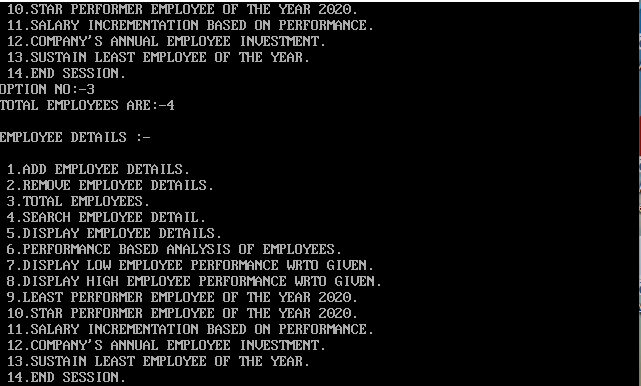 10.STAR PERFORMER EMPLOYEE OF THE YEAR 2020.
11.SALARY INCREMENTATION BASED ON PERFORMANCE.
12.COMPANY'S ANNUAL EMPLOYEE INVESTMENT.
13.SUSTAIN LEAST EMPLOYEE OF THE YEAR.
14.END SESSION.
OPTION NO:-3
TOTAL EMPLOYEES ARE:-4
EMPLOYEE DETAILS :-
1.ADD EMPLOYEE DETAILS.
2.REMOVE EMPLOYEE DETAILS.
3.TOTAL EMPLOYEES.
4.SEARCH EMPLOYEE DETAIL.
5.DISPLAY EMPLOYEE DETAILS.
6.PERFORMANCE BASED ANALYSIS OF EMPLOYEES.
7.DISPLAY LOW EMPLOYEE PERFORMANCE WRTO GIVEN.
8.DISPLAY HIGH EMPLOYEE PERFORMANCE WRTO GIVEN.
9.LEAST PERFORMER EMPLOYEE OF THE YEAR 2020.
10.STAR PERFORMER EMPLOYEE OF THE YEAR 2020.
11.SALARY INCREMENTATION BASED ON PERFORMANCE.
12.COMPANY'S ANNUAL EMPLOYEE INVESTMENT.
13.SUSTAIN LEAST EMPLOYEE OF THE YEAR.
14.END SESSION.